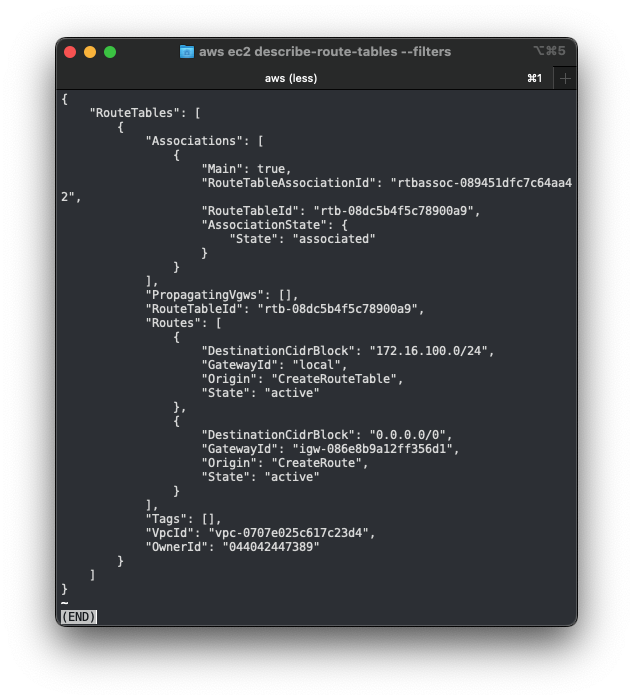 aws ec2 describe-route-tables --filters
⌥⌘5
aws (less)
⌘1
{
    "RouteTables": [
        {
            "Associations": [
                {
                    "Main": true,
                    "RouteTableAssociationId": "rtbassoc-089451dfc7c64aa4
2",
                    "RouteTableId": "rtb-08dc5b4f5c78900a9",
                    "AssociationState": {
                        "State": "associated"
                    }
                }
            ],
            "PropagatingVgws": [],
            "RouteTableId": "rtb-08dc5b4f5c78900a9",
            "Routes": [
                {
                    "DestinationCidrBlock": "172.16.100.0/24",
                    "GatewayId": "local",
                    "Origin": "CreateRouteTable",
                    "State": "active"
                },
                {
                    "DestinationCidrBlock": "0.0.0.0/0",
                    "GatewayId": "igw-086e8b9a12ff356d1",
                    "Origin": "CreateRoute",
                    "State": "active"
                }
            ],
            "Tags": [],
            "VpcId": "vpc-0707e025c617c23d4",
            "OwnerId": "044042447389"
        }
    ]
}
~
(END)